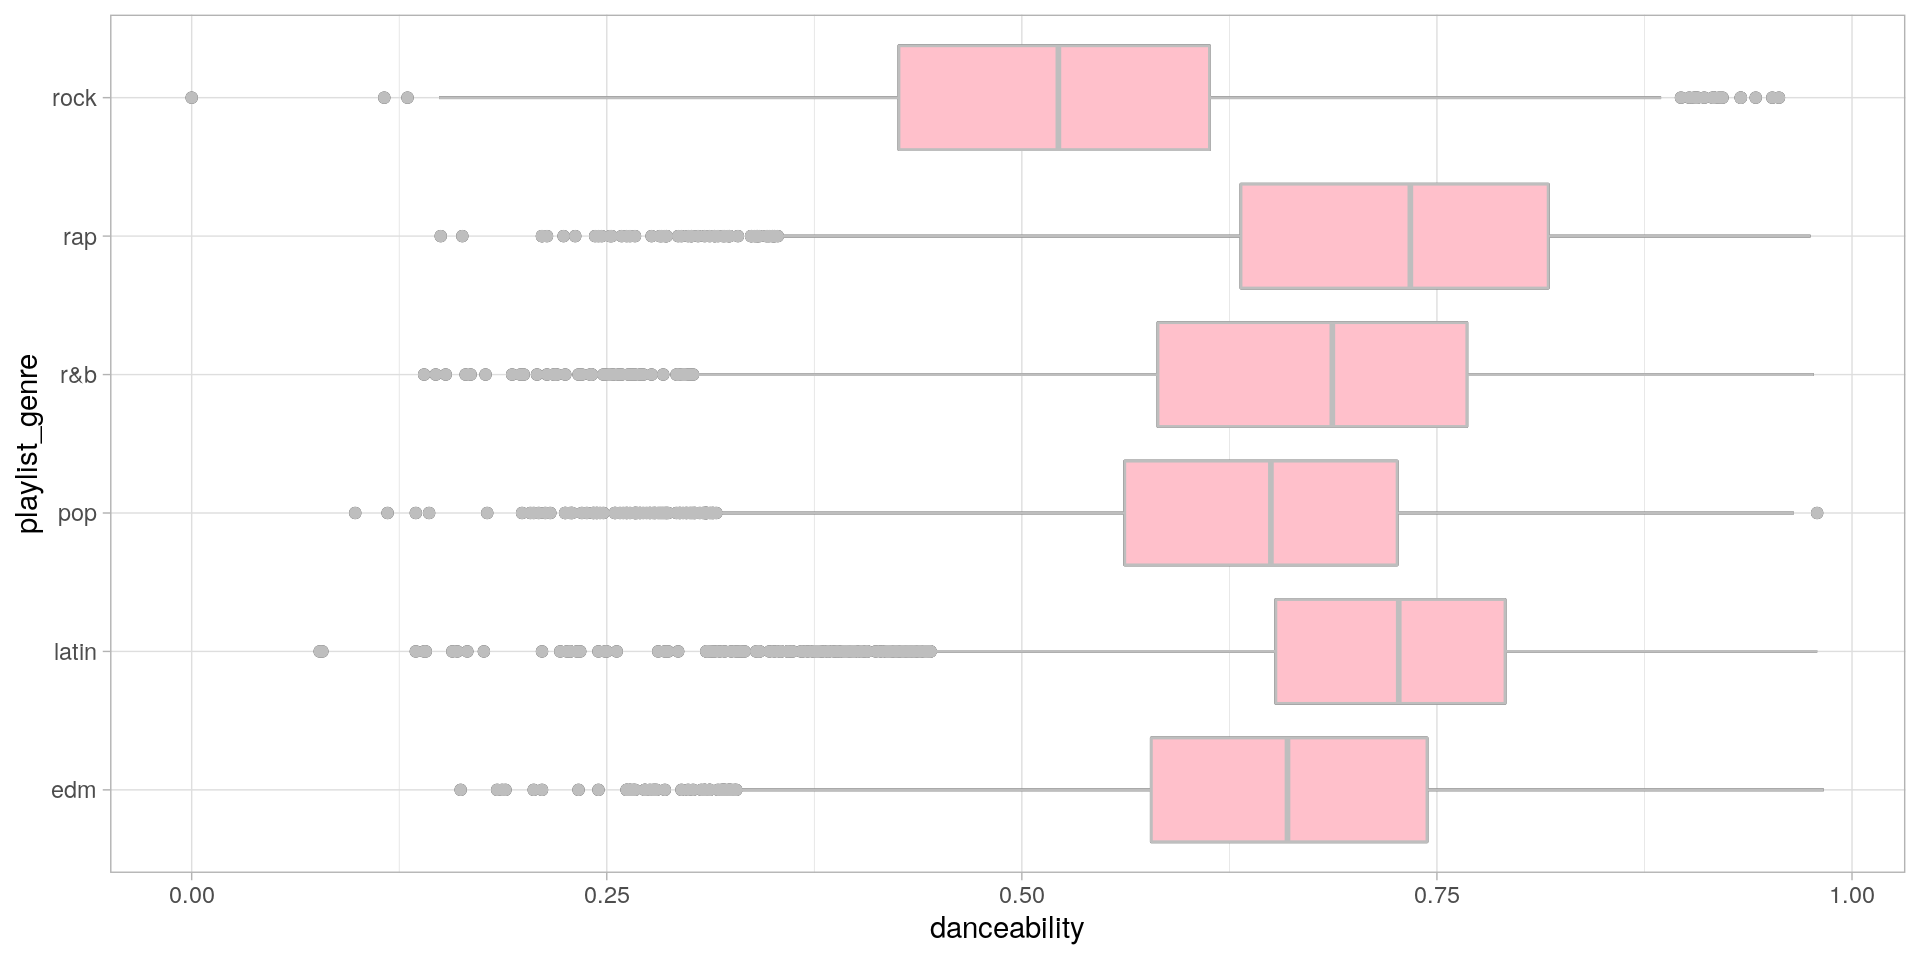 playlist_genre
rock
rap
r&b
pop
latin
edm
0.00 0.25 0.50 0.75 1.00
danceability